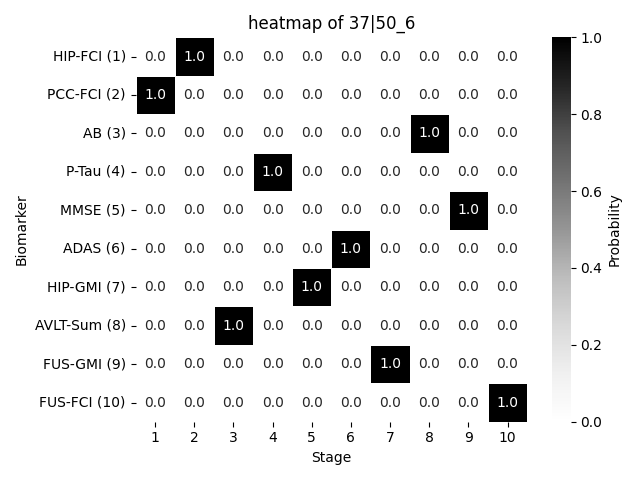 heatmap of 37|50_6
HIP-FCI (1) 0.0 1.0 0.0 0.0 0.0 0.0 0.0 0.0 0.0 0.0
PCC-FCI (2) 1.0 0.0 0.0 0.0 0.0 0.0 0.0 0.0 0.0 0.0
AB (3) 0.0 0.0 0.0 0.0 0.0 0.0 0.0 1.0 0.0 0.0
P-Tau (4) 0.0 0.0 0.0 1.0 0.0 0.0 0.0 0.0 0.0 0.0
MMSE (5) 0.0 0.0 0.0 0.0 0.0 0.0 0.0 0.0 1.0 0.0
ADAS (6) 0.0 0.0 0.0 0.0 0.0 1.0 0.0 0.0 0.0 0.0
HIP-GMI (7) 0.0 0.0 0.0 0.0 1.0 0.0 0.0 0.0 0.0 0.0
AVLT-Sum (8) 0.0 0.0 1.0 0.0 0.0 0.0 0.0 0.0 0.0 0.0
FUS-GMI (9) 0.0 0.0 0.0 0.0 0.0 0.0 1.0 0.0 0.0 0.0
FUS-FCI (10) 0.0 0.0 0.0 0.0 0.0 0.0 0.0 0.0 0.0 1.0
1 2 3 4 5 6 7 8 9 10
Stage
Biomarker
1.0
0.8
0.6
0.4
0.2
0.0
Probability